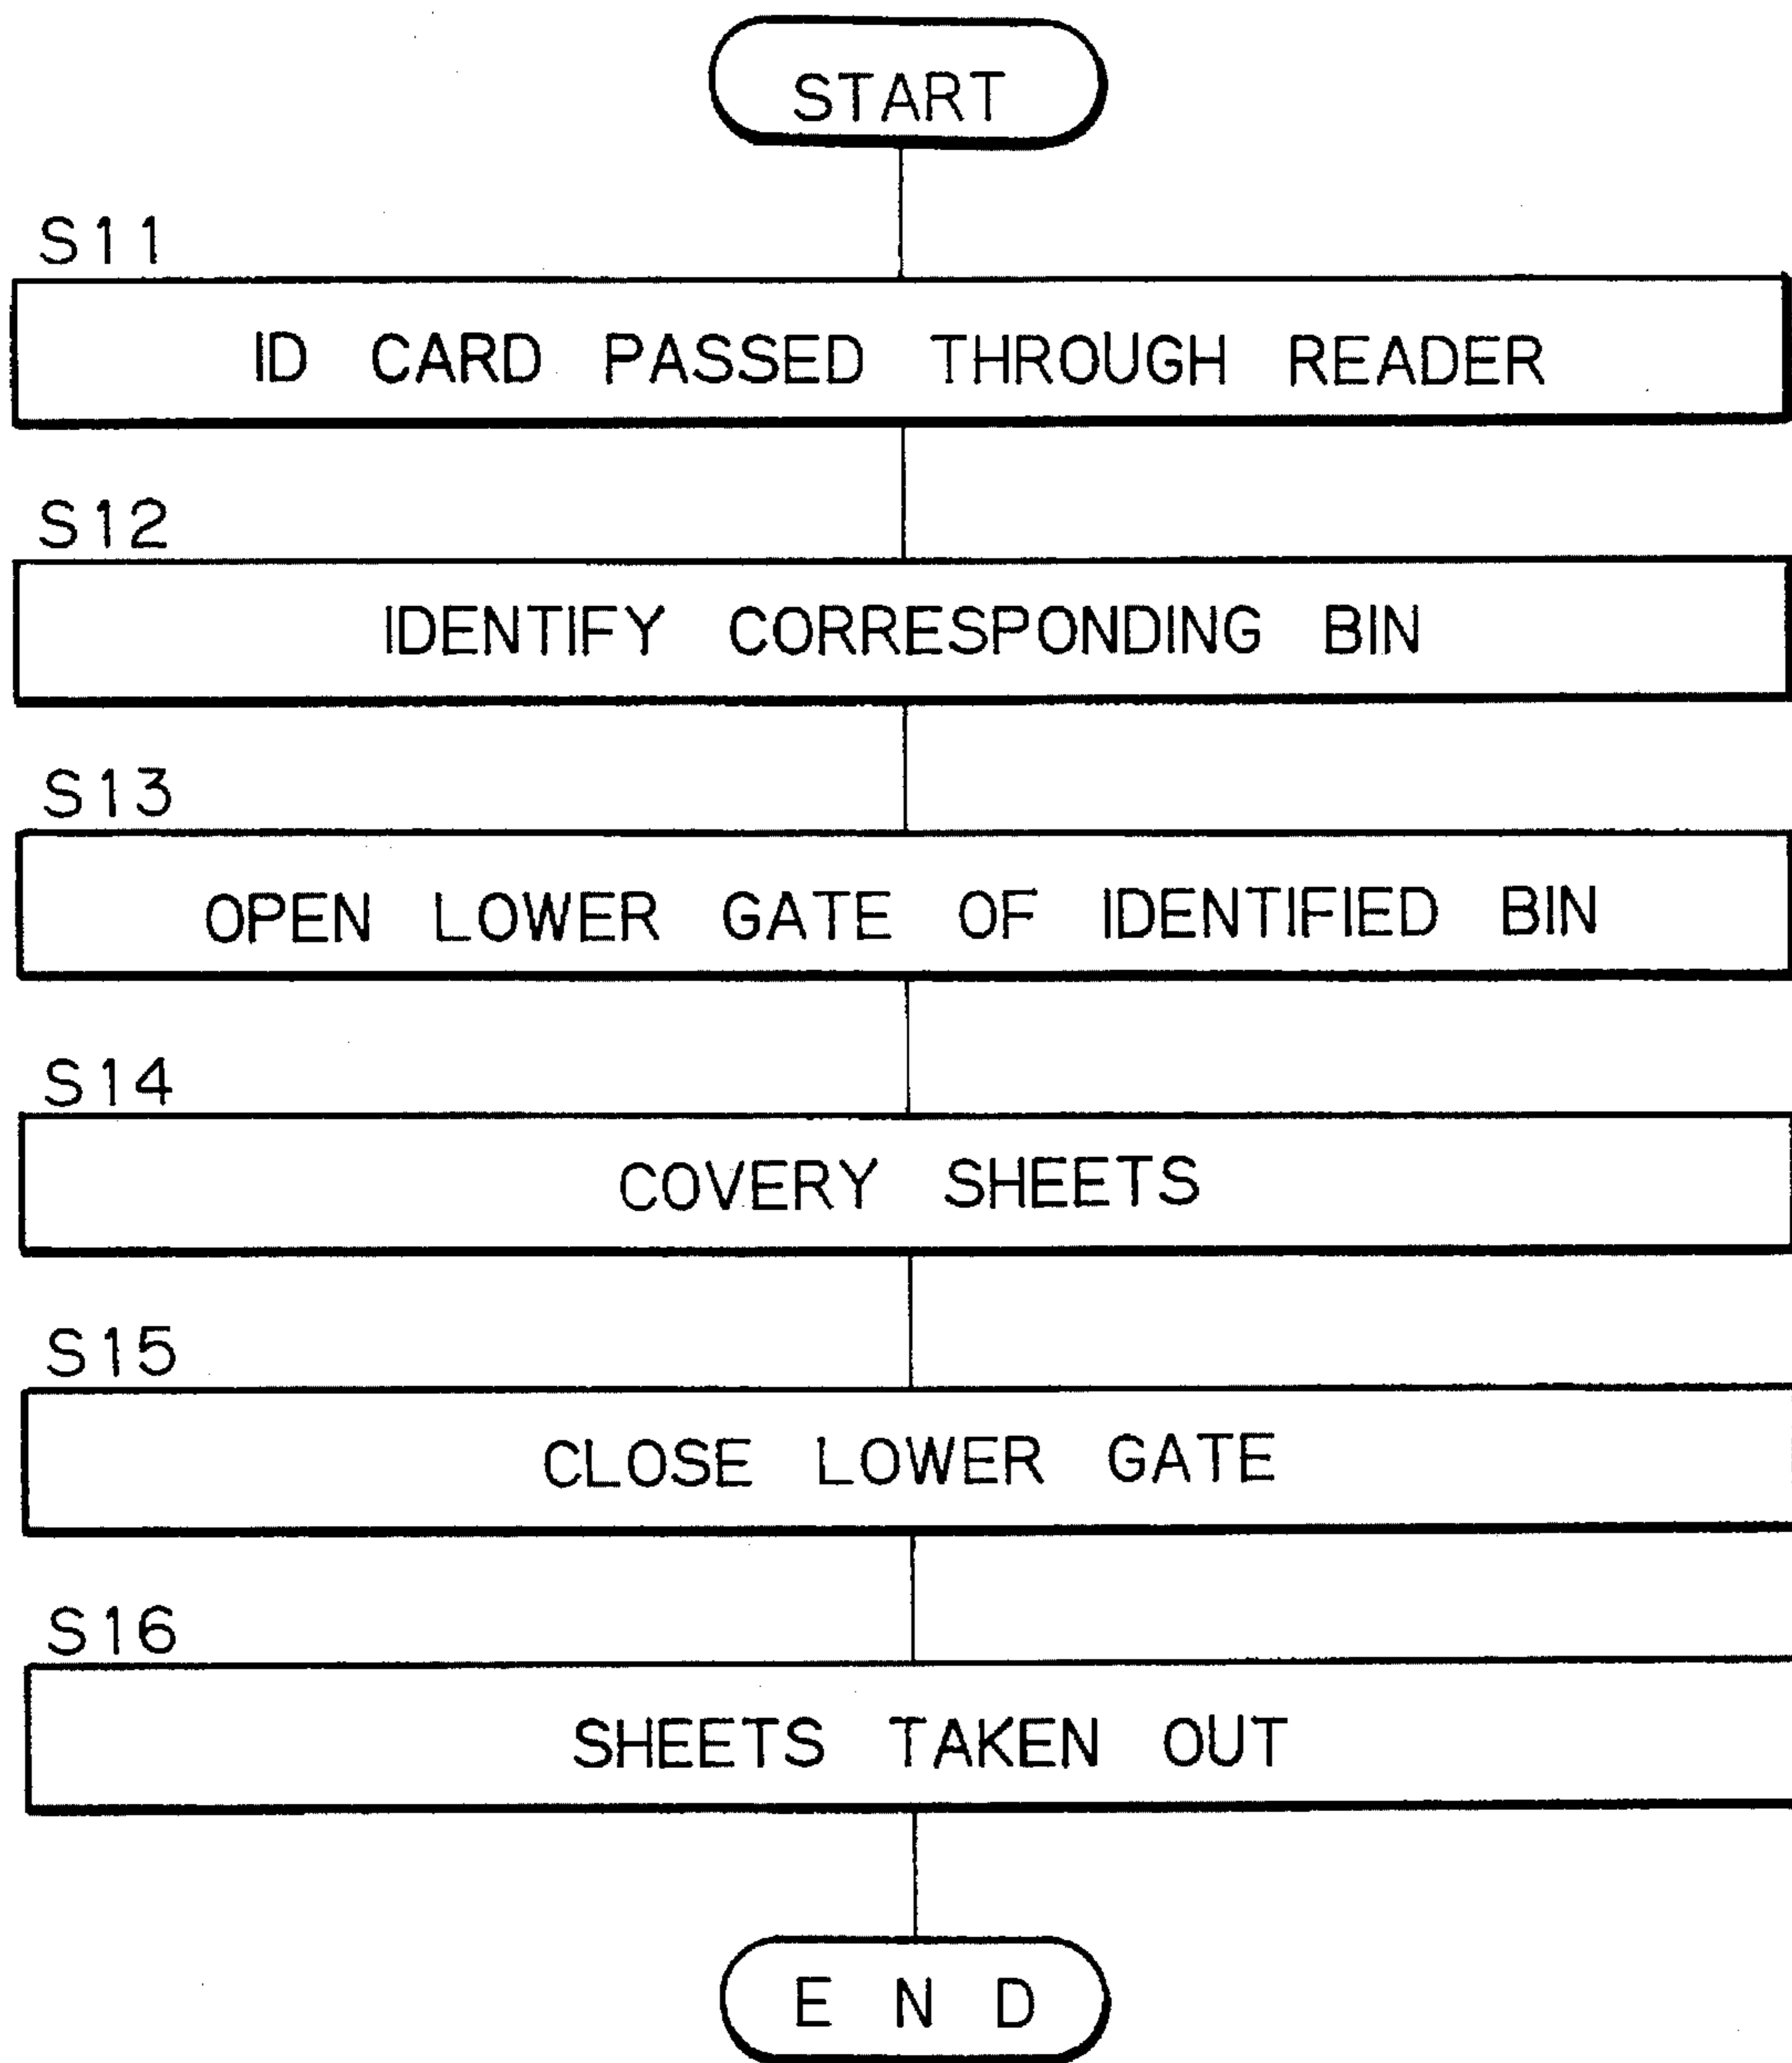 START
S11
ID CARD PASSED THROUGH READER
S12
IDENTIFY CORRESPONDING BIN
S13
OPEN LOWER GATE OF IDENTIFIED BIN
S14
COVERY SHEETS
S15
CLOSE LOWER GATE
S16
SHEETS TAKEN OUT
E N D